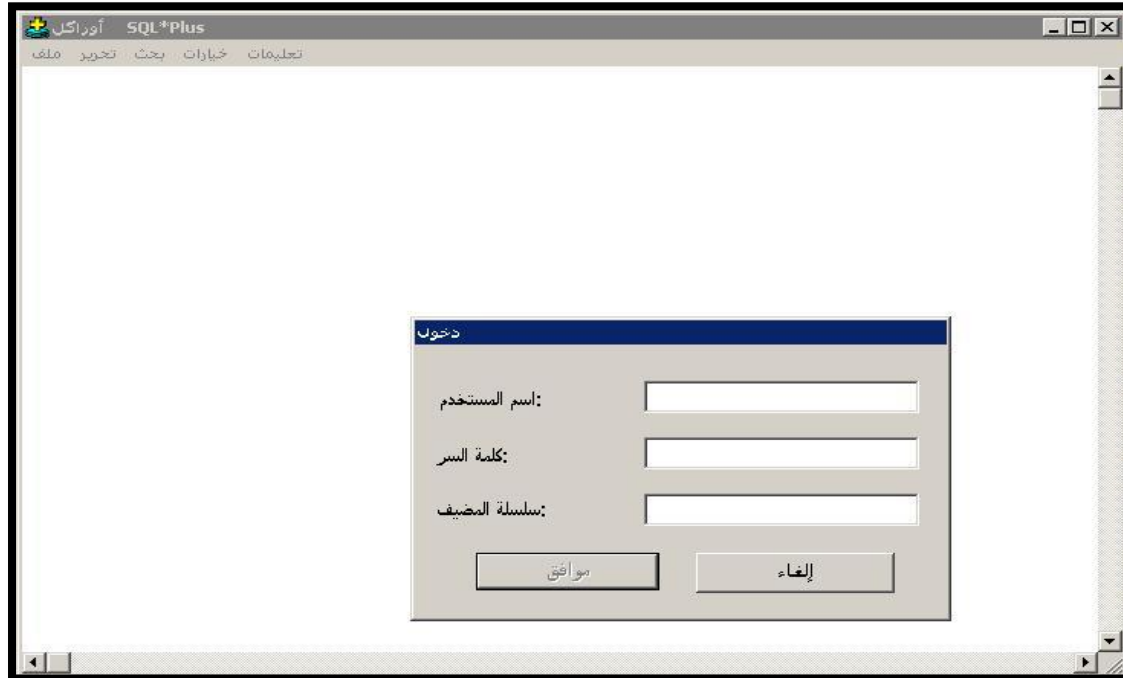 أوراكل SQL*Plus
ملف تحرير بحث خيارات تعليمات
دخول
اسم المستخدم:
كلمة السر:
سلسلة المضيف:
موافق
إلغاء